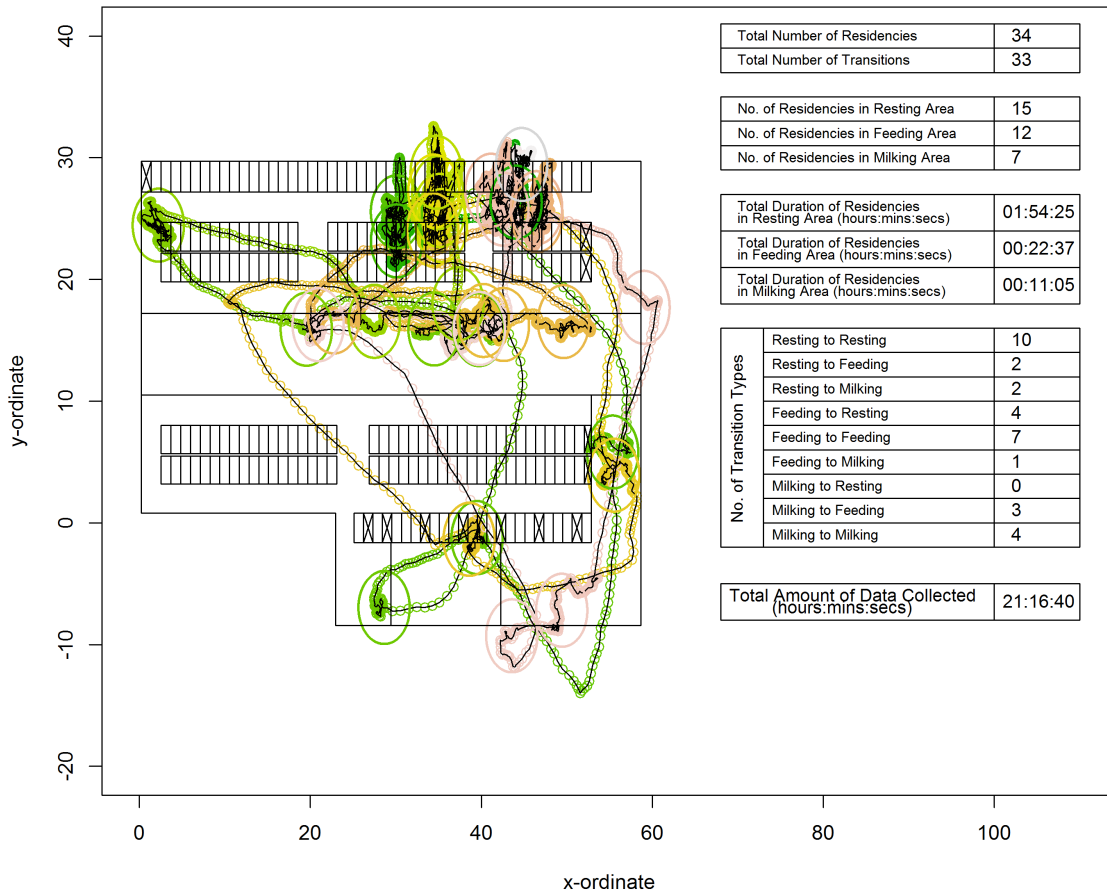 Total Number of Residencies 34
Total Number of Transitions 33
No. of Residencies in Resting Area 15
No. of Residencies in Feeding Area 12
No. of Residencies in Milking Area 7
Total Duration of Residencies
in Resting Area (hours:mins:secs) 01:54:25
Total Duration of Residencies
in Feeding Area (hours:mins:secs) 00:22:37
Total Duration of Residencies
in Milking Area (hours:mins:secs) 00:11:05
No. of Transition Types
Resting to Resting 10
Resting to Feeding 2
Resting to Milking 2
Feeding to Resting 4
Feeding to Feeding 7
Feeding to Milking 1
Milking to Resting 0
Milking to Feeding 3
Milking to Milking 4
Total Amount of Data Collected
(hours:mins:secs) 21:16:40
y-ordinate
40
30
20
10
0
-10
-20
0 20 40 60 80 100
x-ordinate